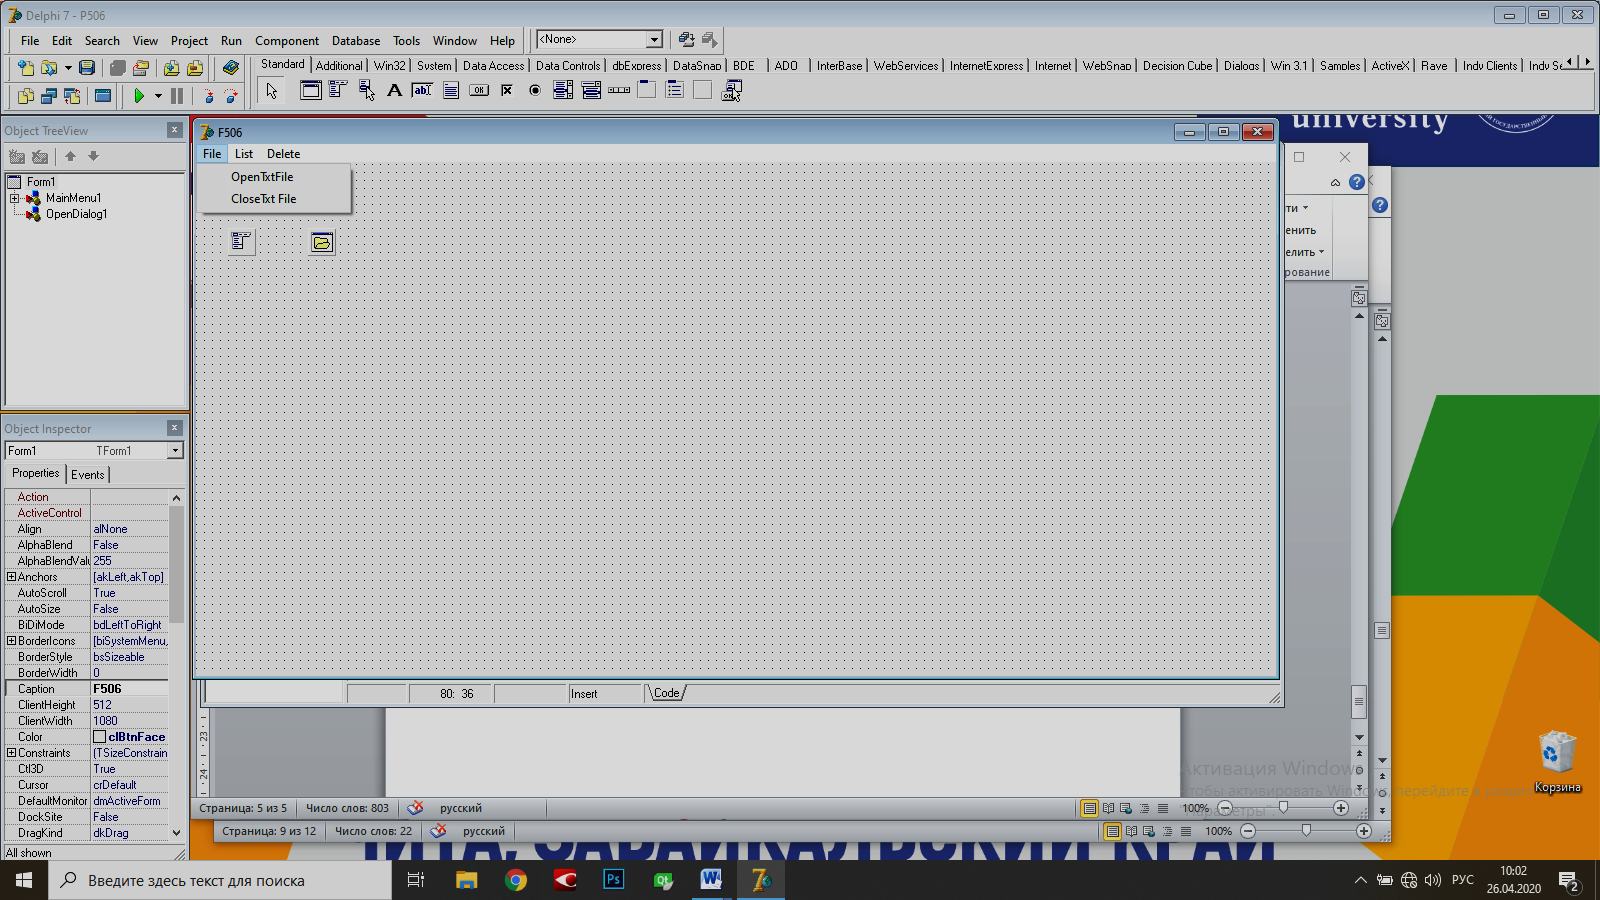 Delphi 7 - P506
File Edit Search View Project Run Component Database Tools Window Help
<None>
Standard Additional Win32 System Data Access Data Controls dbExpress DataSnap BDE ADO InterBase WebServices InternetExpress Internet WebSnap Decision Cube Dialogs Win 3.1 Samples ActiveX Rave Indy Clients
university
Object TreeView
Form1
MainMenu1
OpenDialog1
F506
File List Delete
OpenTxtFile
CloseTxt File
Object Inspector
Form1 TForm1
Properties Events
Action
ActiveControl
Align alNone
AlphaBlend False
AlphaBlendValu 255
Anchors [akLeft,akTop]
AutoScroll True
AutoSize False
BiDiMode bdLeftToRight
BorderIcons [biSystemMenu,
BorderStyle bsSizeable
BorderWidth 0
Caption F506
ClientHeight 512
ClientWidth 1080
Color clBtnFace
Constraints (TSizeConstrain
Ctl3D True
Cursor crDefault
DefaultMonitor dmActiveForm
DockSite False
DragKind dkDrag
All shown
80: 36 Insert Code
23
24
Активация Windows
Корзина
Страница: 5 из 5 Число слов: 803 русский 100%
Страница: 9 из 12 Число слов: 22 русский 100%
ЧИТА, ЗАБАЙКАЛЬСКИЙ КРАЙ
Введите здесь текст для поиска
РУС
10:02
26.04.2020
2